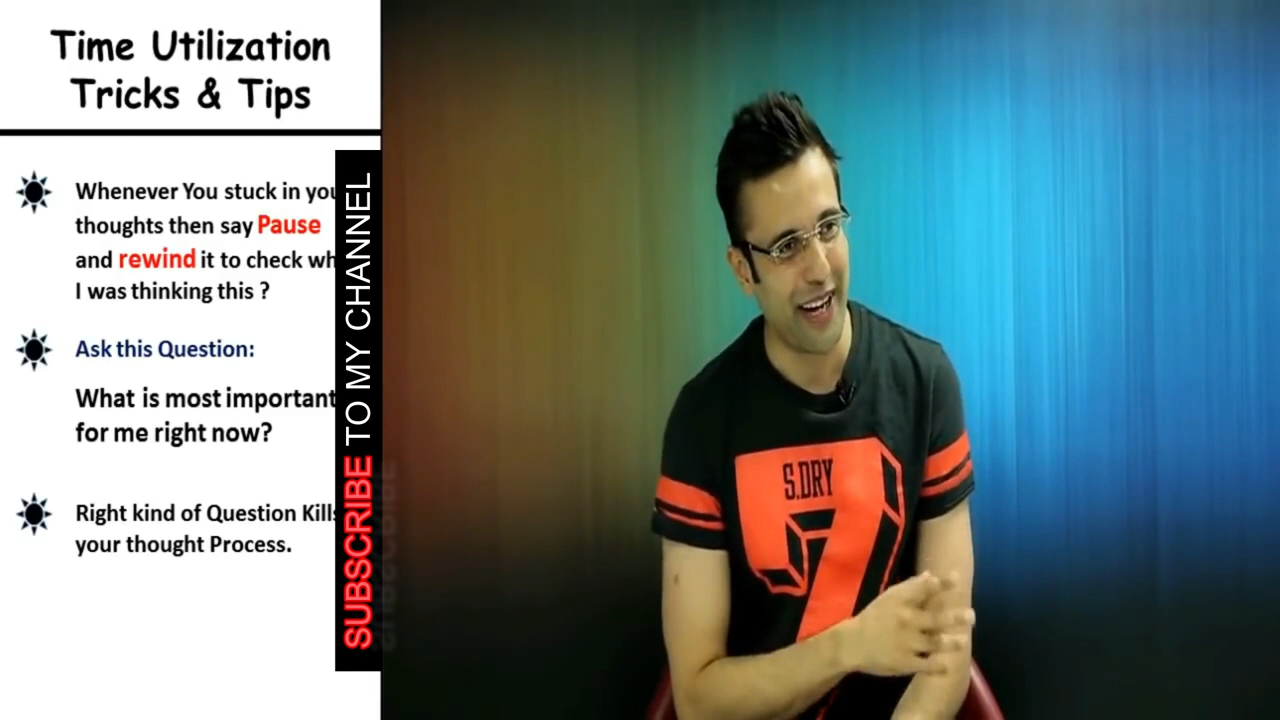 Time Utilization
Tricks & Tips
Whenever You stuck in you
thoughts then say Pause
and rewind it to check wh
I was thinking this ?
Ask this Question:
What is most important
for me right now?
Right kind of Question Kills
your thought Process.
SUBSCRIBE TO MY CHANNEL
S.DRY
7